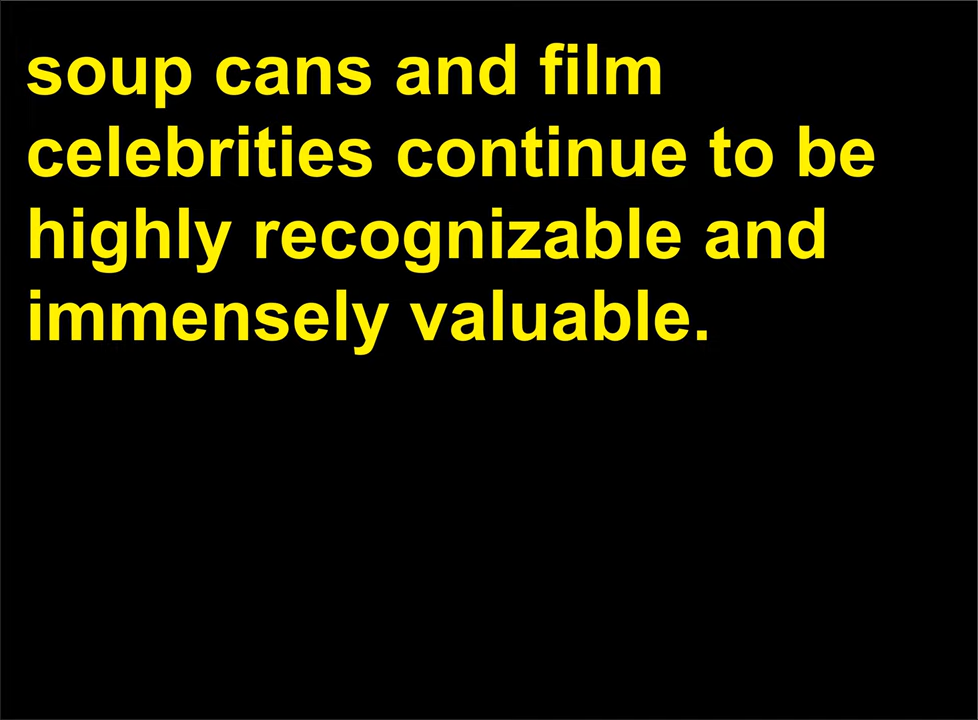 soup cans and film
celebrities continue to be
highly recognizable and
immensely valuable.